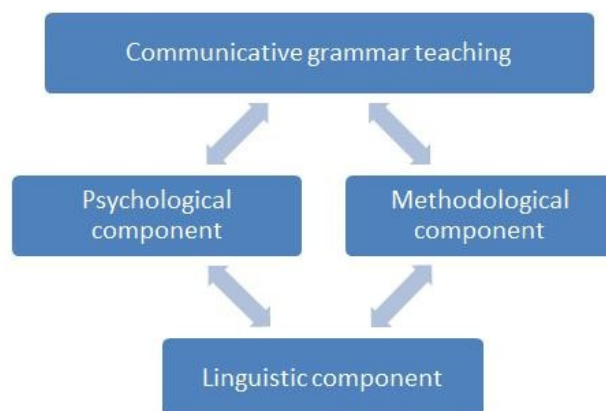 Communicative grammar teaching
Psychological
component
Methodological
component
Linguistic component